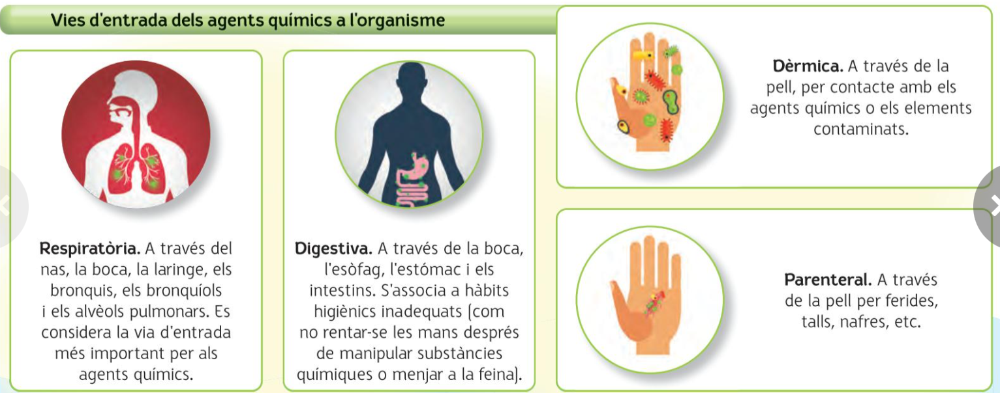 Vies d'entrada dels agents químics a l'organisme
Respiratòria. A través del
nas, la boca, la laringe, els
bronquis, els bronquíols
i els alvèols pulmonars. Es
considera la via d'entrada
més important per als
agents químics.
Digestiva. A través de la boca,
l'esòfag, l'estómac i els
intestins. S'associa a hàbits
higiènics inadequats (com
no rentar-se les mans després
de manipular substàncies
químiques o menjar a la feina).
Dèrmica. A través de la
pell, per contacte amb els
agents químics o els elements
contaminats.
Parenteral. A través
de la pell per ferides,
talls, nafres, etc.